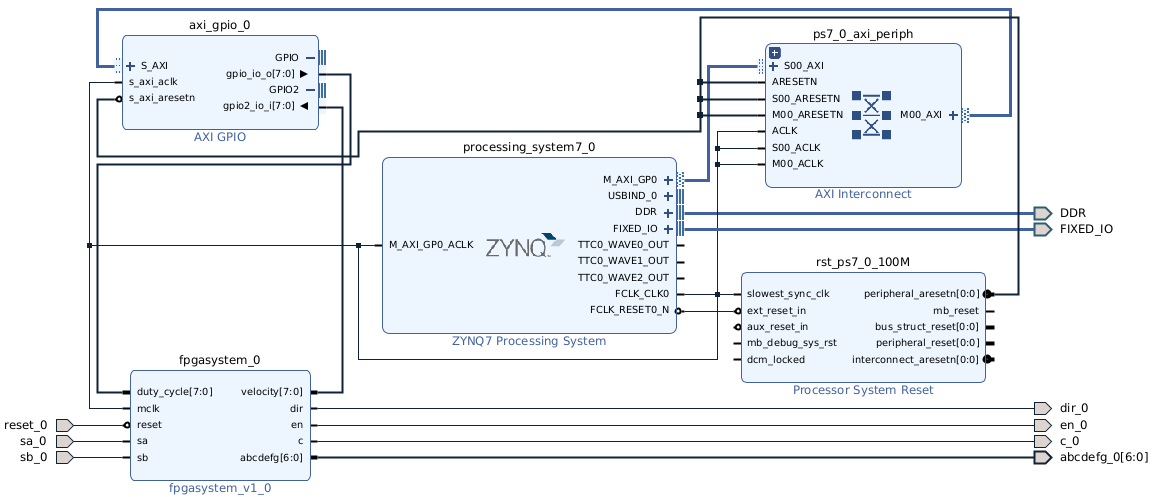 axi_gpio_0
S_AXI
s_axi_aclk
s_axi_aresetn
GPIO
gpio_io_o[7:0]
GPIO2
gpio2_io_i[7:0]
AXI GPIO
ps7_0_axi_periph
S00_AXI
ARESETN
S00_ARESETN
M00_ARESETN
ACLK
S00_ACLK
M00_ACLK
M00_AXI
AXI Interconnect
processing_system7_0
M_AXI_GP0_ACLK
ZYNQ
M_AXI_GP0
USBIND_0
DDR
FIXED_IO
TTC0_WAVE0_OUT
TTC0_WAVE1_OUT
TTC0_WAVE2_OUT
FCLK_CLK0
FCLK_RESET0_N
ZYNQ7 Processing System
DDR
FIXED_IO
rst_ps7_0_100M
slowest_sync_clk
ext_reset_in
aux_reset_in
mb_debug_sys_rst
dcm_locked
peripheral_aresetn[0:0]
mb_reset
bus_struct_reset[0:0]
peripheral_reset[0:0]
interconnect_aresetn[0:0]
Processor System Reset
fpgasystem_0
duty_cycle[7:0]
mclk
reset
sa
sb
velocity[7:0]
dir
en
c
abcdefg[6:0]
fpgasystem_v1_0
reset_0
sa_0
sb_0
dir_0
en_0
c_0
abcdefg_0[6:0]